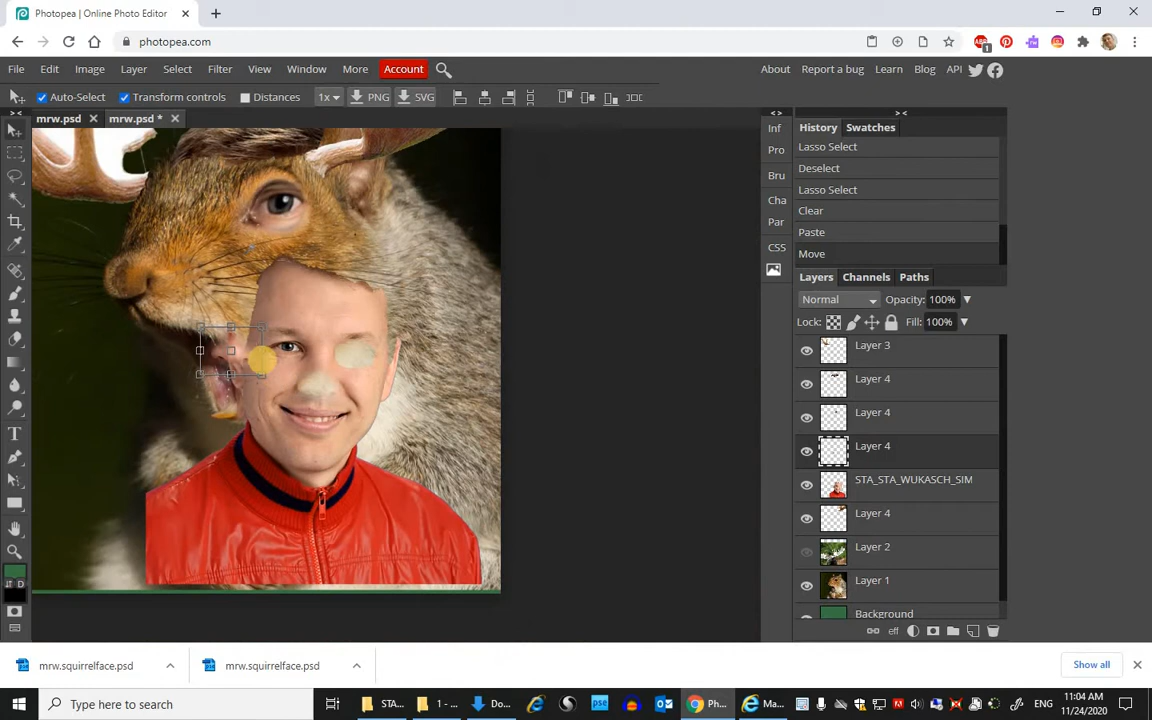 Photopea | Online Photo Editor
photopea.com
1
File Edit Image Layer Select Filter View Window More Account
About Report a bug Learn Blog API
Auto-Select Transform controls Distances 1x PNG SVG
mrw.psd mrw.psd *
< > > <
Inf
Pro
Bru
Cha
Par
CSS
History Swatches
Lasso Select
Deselect
Lasso Select
Clear
Paste
Move
Layers Channels Paths
Normal Opacity: 100%
Lock: Fill: 100%
Layer 3
Layer 4
Layer 4
Layer 4
STA_STA_WUKASCH_SIM
Layer 4
Layer 2
Layer 1
Background
eff
T
D
mrw.squirrelface.psd mrw.squirrelface.psd Show all
Type here to search
STA... 1 - ... Do... pse Ph... Ma... ENG
11:04 AM
11/24/2020